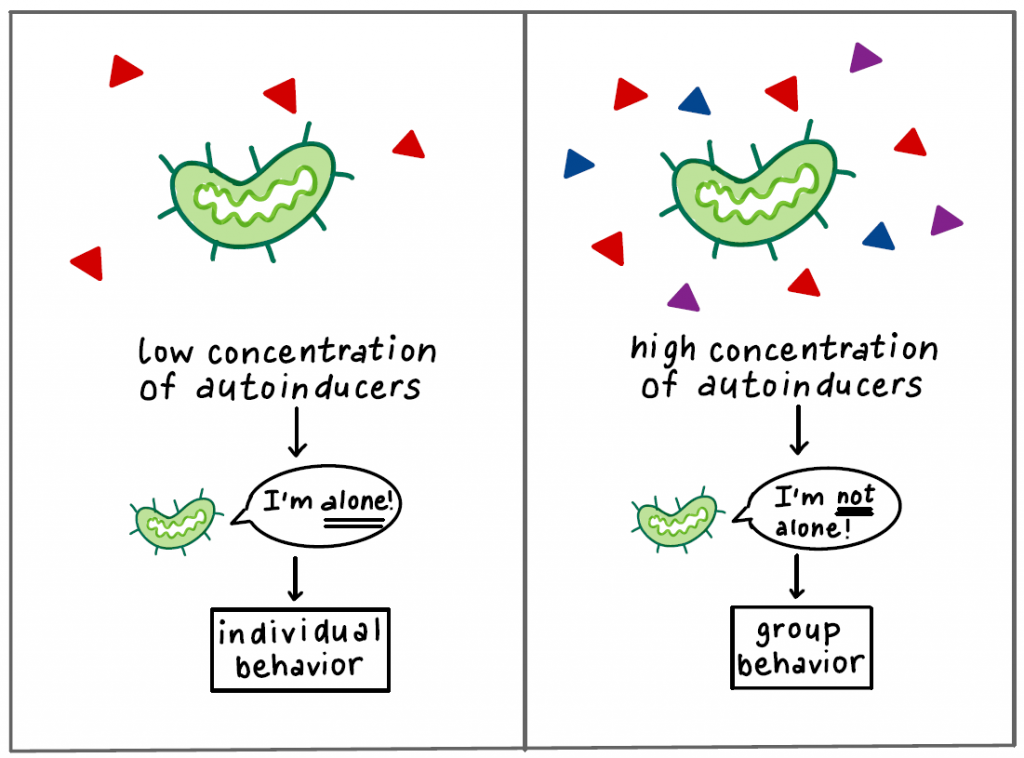 low concentration
of autoinducers
I'm alone!
individual
behavior
high concentration
of autoinducers
I'm not
alone!
group
behavior